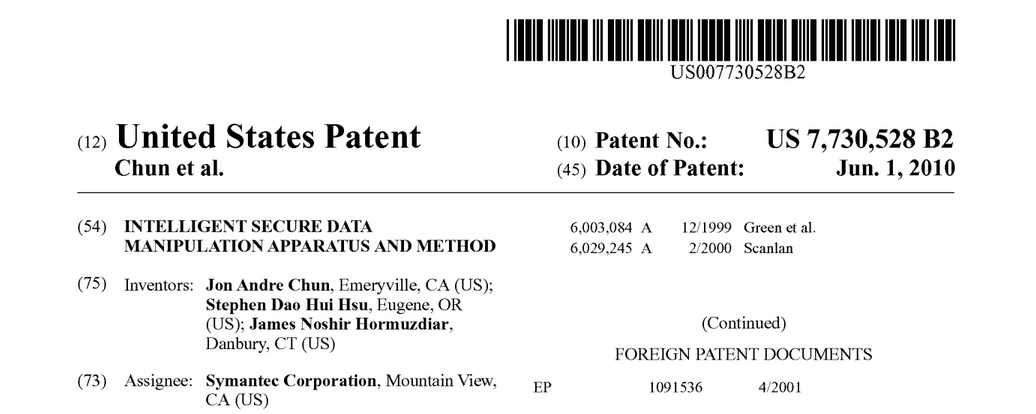 US007730528B2
(12) United States Patent
Chun et al.
(10) Patent No.: US 7,730,528 B2
(45) Date of Patent: Jun. 1, 2010
(54) INTELLIGENT SECURE DATA
MANIPULATION APPARATUS AND METHOD
(75) Inventors: Jon Andre Chun, Emeryville, CA (US);
Stephen Dao Hui Hsu, Eugene, OR
(US); James Noshir Hormuzdiar,
Danbury, CT (US)
(73) Assignee: Symantec Corporation, Mountain View,
CA (US)
6,003,084 A 12/1999 Green et al.
6,029,245 A 2/2000 Scanlan
(Continued)
FOREIGN PATENT DOCUMENTS
EP 1091536 4/2001